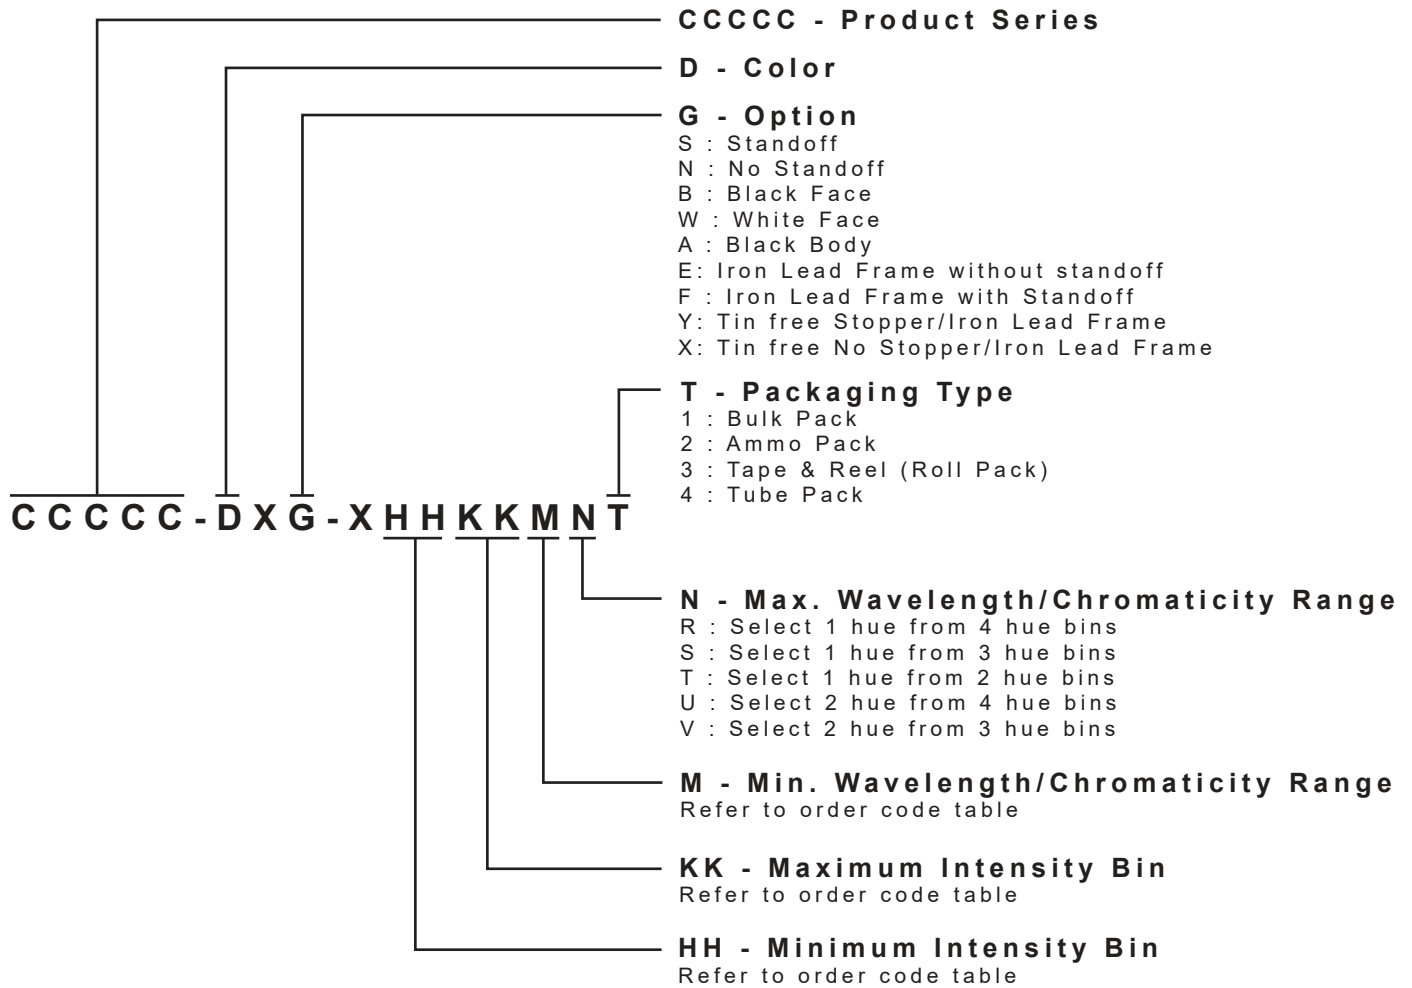 CCCCC - Product Series
D - Color
G - Option
S : Standoff
N : No Standoff
B : Black Face
W : White Face
A : Black Body
E: Iron Lead Frame without standoff
F : Iron Lead Frame with Standoff
Y: Tin free Stopper/Iron Lead Frame
X: Tin free No Stopper/Iron Lead Frame
T - Packaging Type
1 : Bulk Pack
2 : Ammo Pack
3 : Tape & Reel (Roll Pack)
4 : Tube Pack
CCCCC-DXG-XHHKKMNT
N - Max. Wavelength/Chromaticity Range
R : Select 1 hue from 4 hue bins
S : Select 1 hue from 3 hue bins
T : Select 1 hue from 2 hue bins
U : Select 2 hue from 4 hue bins
V : Select 2 hue from 3 hue bins
M - Min. Wavelength/Chromaticity Range
Refer to order code table
KK - Maximum Intensity Bin
Refer to order code table
HH - Minimum Intensity Bin
Refer to order code table